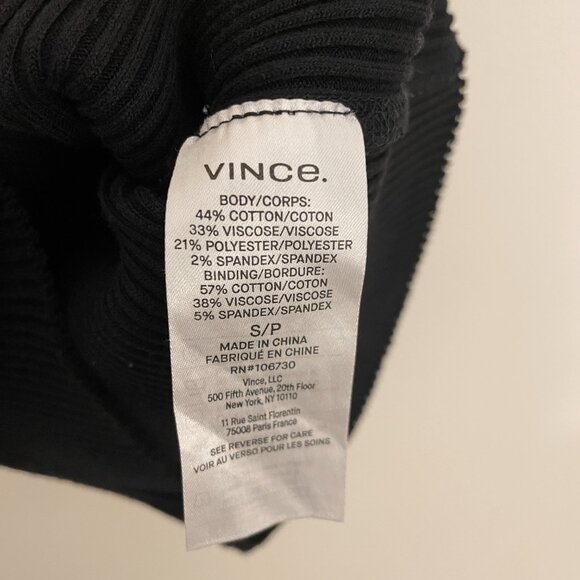 VINCE.
BODY/CORPS:
44% COTTON/COTON
33% VISCOSE/VISCOSE
21% POLYESTER/POLYESTER
2% SPANDEX/SPANDEX
BINDING/BORDURE:
57% COTTON/COTON
38% VISCOSE/VISCOSE
5% SPANDEX/SPANDEX
S/P
MADE IN CHINA
FABRIQUÉ EN CHINE
RN#106730
Vince, LLC
500 Fifth Avenue, 20th Floor
New York, NY 10110
11 Rue Saint Florentin
75008 Paris France
SEE REVERSE FOR CARE
VOIR AU VERSO POUR LES SOINS